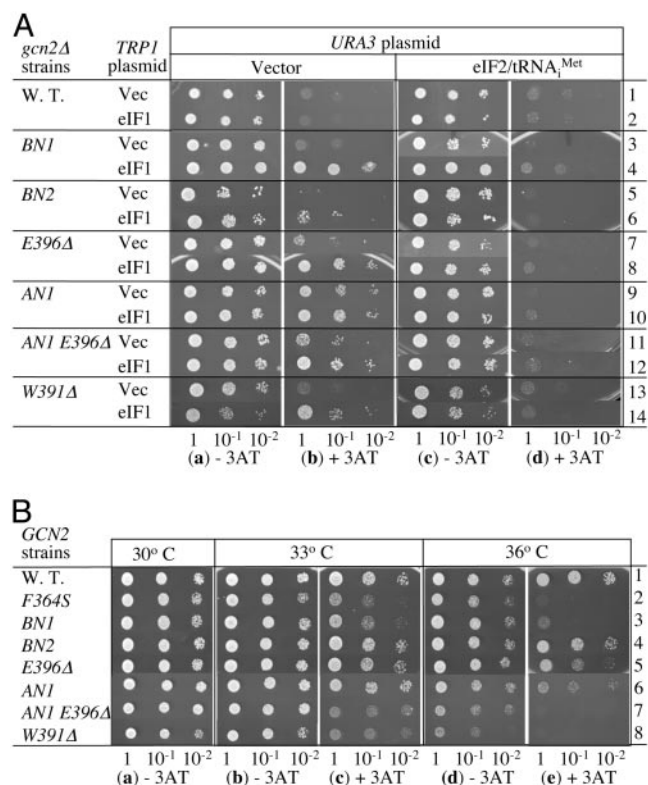 A
gcn2Δ strains
TRP1 plasmid
URA3 plasmid
Vector
eIF2/tRNAiMet
W. T. Vec 1
eIF1 2
BN1 Vec 3
eIF1 4
BN2 Vec 5
eIF1 6
E396Δ Vec 7
eIF1 8
AN1 Vec 9
eIF1 10
AN1 E396Δ Vec 11
eIF1 12
W391Δ Vec 13
eIF1 14
1 10-1 10-2 1 10-1 10-2 1 10-1 10-2 1 10-1 10-2
(a) - 3AT (b) + 3AT (c) - 3AT (d) + 3AT
B
GCN2 strains
30o C 33o C 36o C
W. T. 1
F364S 2
BN1 3
BN2 4
E396Δ 5
AN1 6
AN1 E396Δ 7
W391Δ 8
1 10-1 10-2 1 10-1 10-2 1 10-1 10-2 1 10-1 10-2 1 10-1 10-2
(a) - 3AT (b) - 3AT (c) + 3AT (d) - 3AT (e) + 3AT